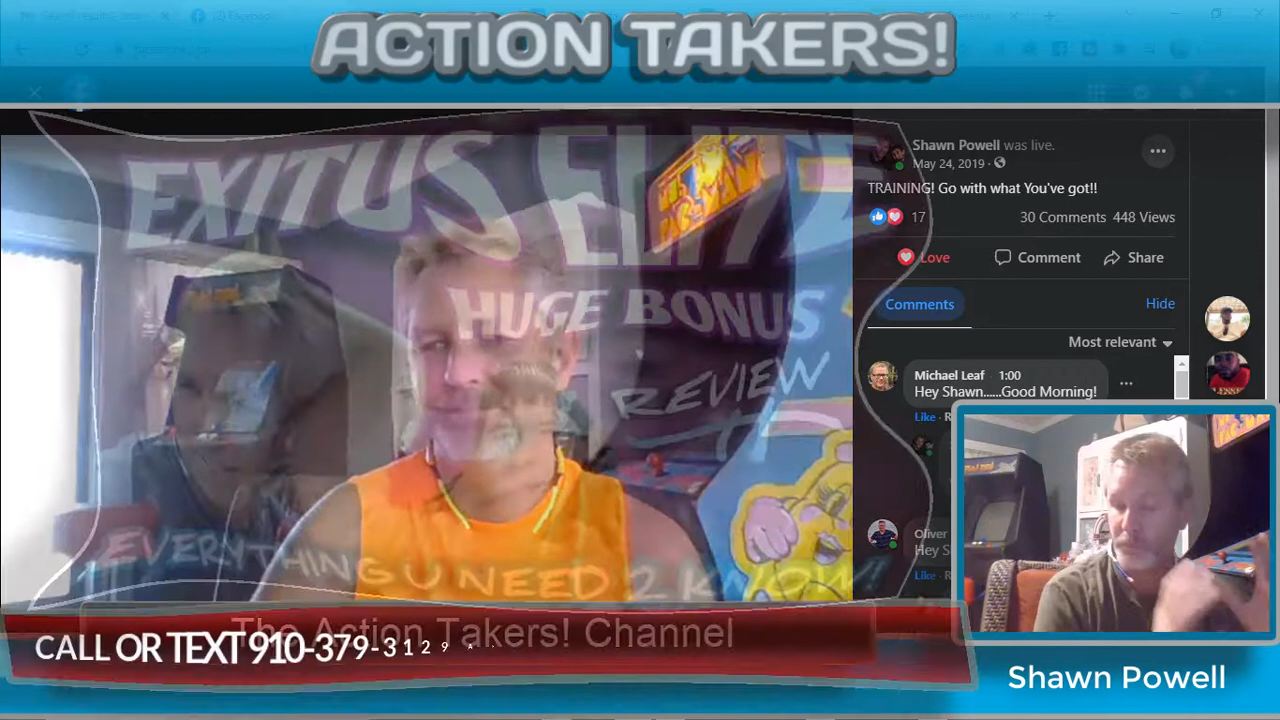 ACTION TAKERS!
Facebook
EXITUS ELITE
HUGE BONUS
REVIEW
EVERYTHING U NEED 2 KNOW!
Shawn Powell was live.
May 24, 2019
TRAINING! Go with what You've got!!
17 30 Comments 448 Views
Love Comment Share
Comments Hide
Most relevant
Michael Leaf 1:00
Hey Shawn......Good Morning!
Like · R
Oliver
Hey S
Like · R
The Action Takers! Channel
CALL OR TEXT 910-379-3129
Shawn Powell